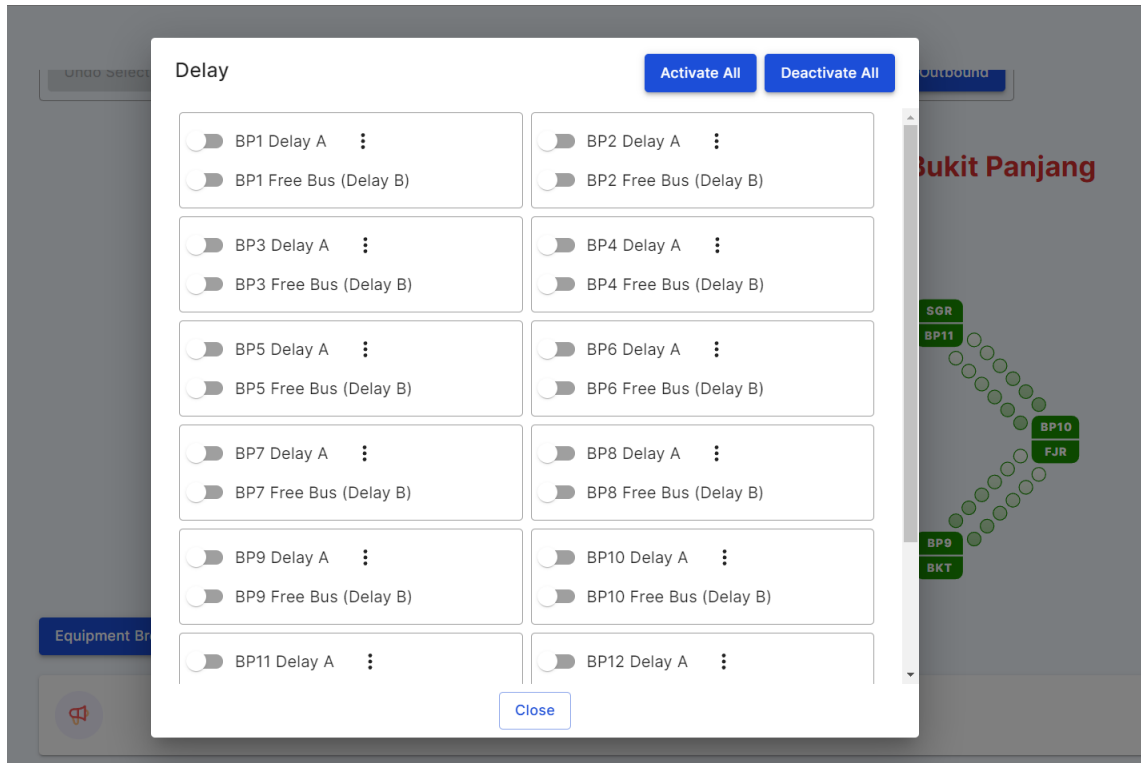 Undo Select
Outbound
Delay
Activate All
Deactivate All
BP1 Delay A
BP1 Free Bus (Delay B)
BP2 Delay A
BP2 Free Bus (Delay B)
BP3 Delay A
BP3 Free Bus (Delay B)
BP4 Delay A
BP4 Free Bus (Delay B)
BP5 Delay A
BP5 Free Bus (Delay B)
BP6 Delay A
BP6 Free Bus (Delay B)
BP7 Delay A
BP7 Free Bus (Delay B)
BP8 Delay A
BP8 Free Bus (Delay B)
BP9 Delay A
BP9 Free Bus (Delay B)
BP10 Delay A
BP10 Free Bus (Delay B)
BP11 Delay A
BP12 Delay A
Close
Bukit Panjang
SGR
BP11
BP10
FJR
BP9
BKT
Equipment Br